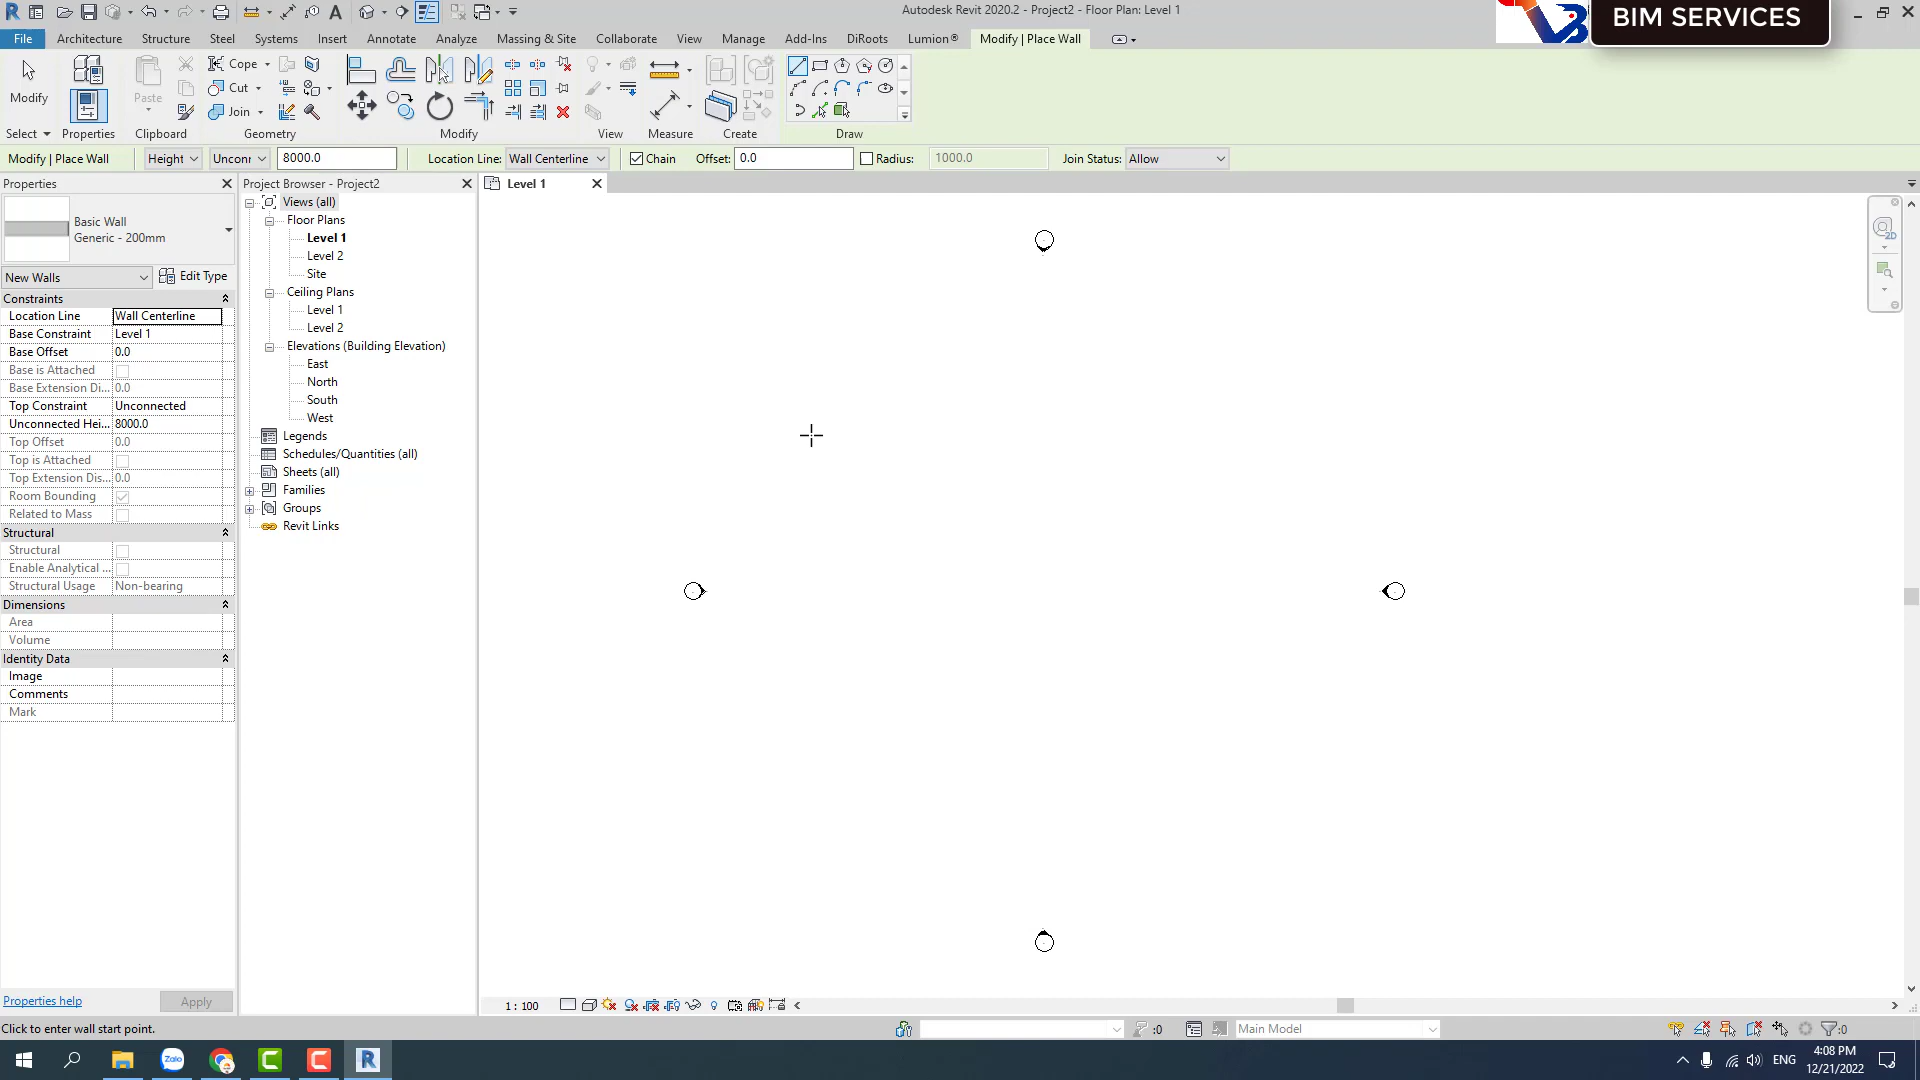 Autodesk Revit 2020.2 - Project2 - Floor Plan: Level 1
BIM SERVICES
File Architecture Structure Steel Systems Insert Annotate Analyze Massing & Site Collaborate View Manage Add-Ins DiRoots Lumion® Modify | Place Wall
Modify Paste Cope Cut Join
Select Properties Clipboard Geometry Modify View Measure Create Draw
Modify | Place Wall Height Unconr 8000.0 Location Line: Wall Centerline Chain Offset: 0.0 Radius: 1000.0 Join Status: Allow
Properties
Basic Wall
Generic - 200mm
New Walls Edit Type
Constraints
Location Line Wall Centerline
Base Constraint Level 1
Base Offset 0.0
Base is Attached
Base Extension Di... 0.0
Top Constraint Unconnected
Unconnected Hei... 8000.0
Top Offset 0.0
Top is Attached
Top Extension Dis... 0.0
Room Bounding
Related to Mass
Structural
Structural
Enable Analytical ...
Structural Usage Non-bearing
Dimensions
Area
Volume
Identity Data
Image
Comments
Mark
Properties help Apply
Project Browser - Project2
Views (all)
Floor Plans
Level 1
Level 2
Site
Ceiling Plans
Level 1
Level 2
Elevations (Building Elevation)
East
North
South
West
Legends
Schedules/Quantities (all)
Sheets (all)
Families
Groups
Revit Links
Level 1
2D
1 : 100
Click to enter wall start point.
:0 Main Model :0
Zalo ENG 4:08 PM
12/21/2022